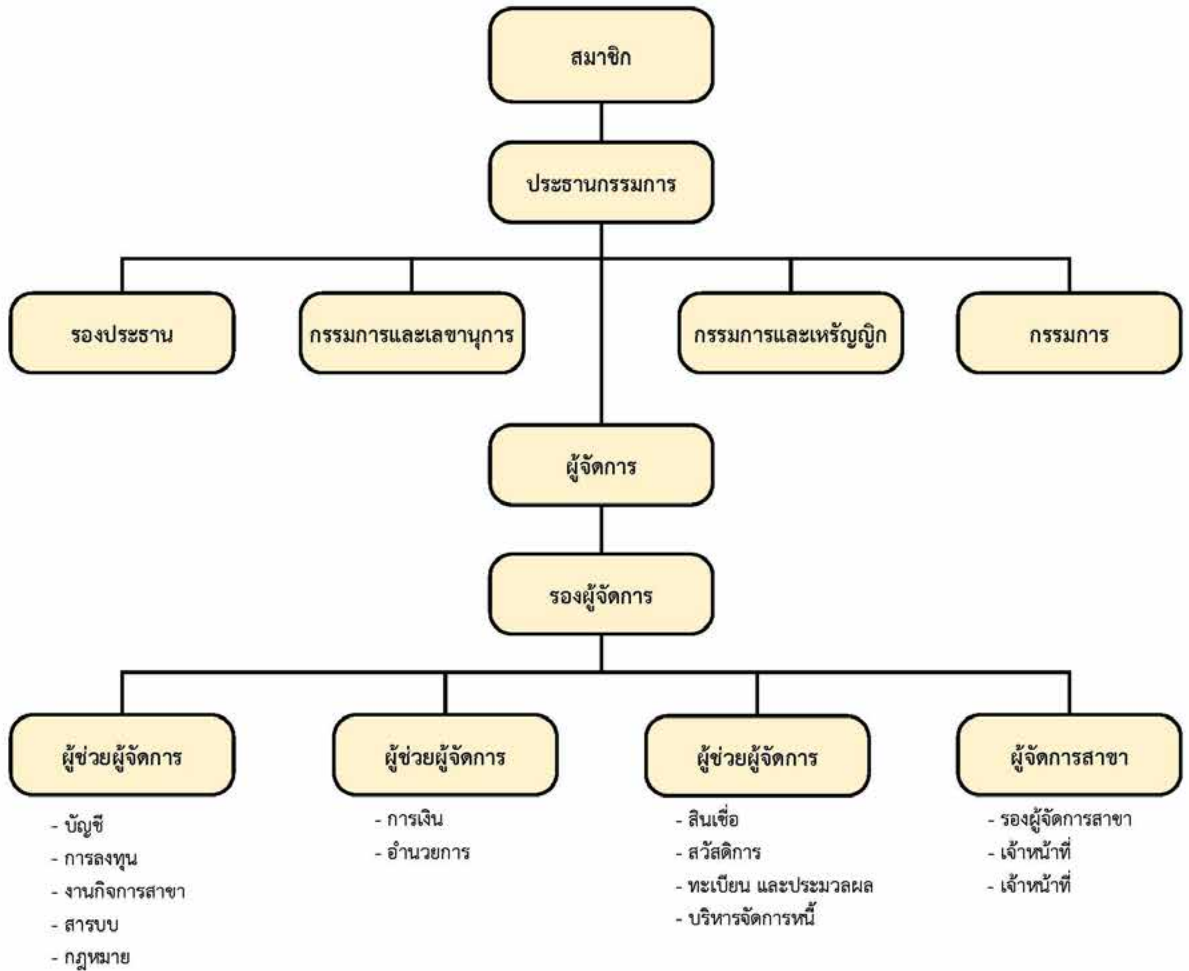 สมาชิก
ประธานกรรมการ
รองประธาน
กรรมการและเลขานุการ
กรรมการและเหรัญญิก
กรรมการ
ผู้จัดการ
รองผู้จัดการ
ผู้ช่วยผู้จัดการ
- บัญชี
- การลงทุน
- งานกิจการสาขา
- สารบบ
- กฎหมาย
ผู้ช่วยผู้จัดการ
- การเงิน
- อำนวยการ
ผู้ช่วยผู้จัดการ
- สินเชื่อ
- สวัสดิการ
- ทะเบียน และประมวลผล
- บริหารจัดการหนี้
ผู้จัดการสาขา
- รองผู้จัดการสาขา
- เจ้าหน้าที่
- เจ้าหน้าที่